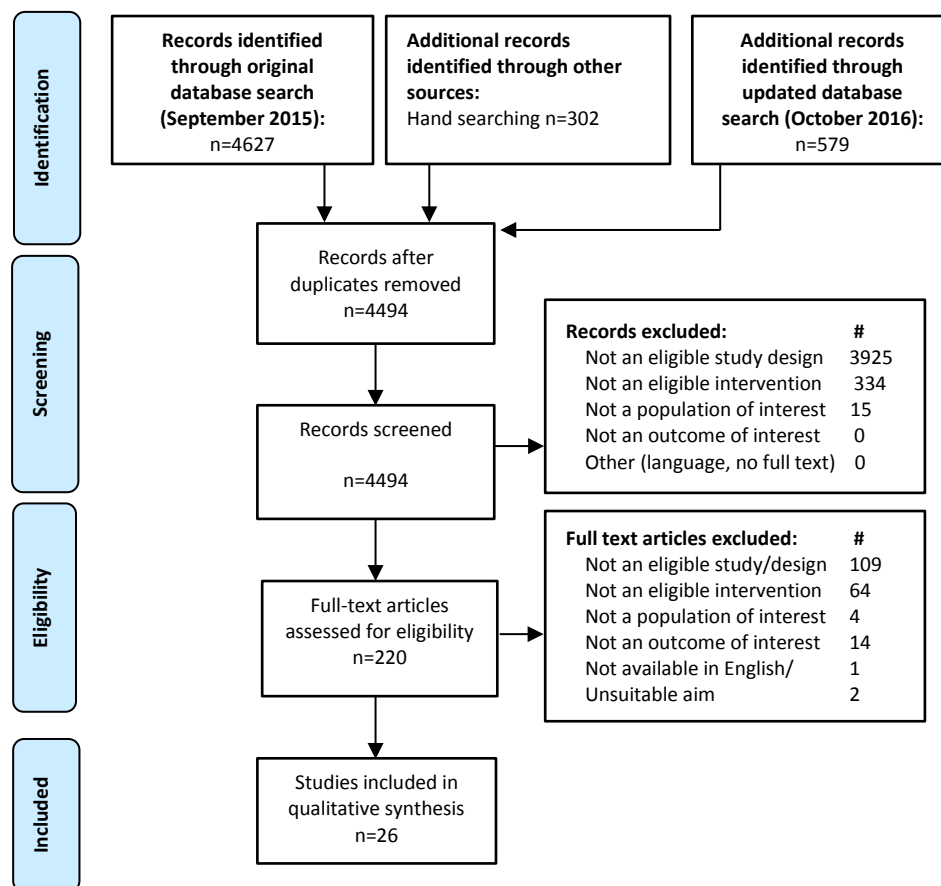 Identification
Records identified
through original
database search
(September 2015):
n=4627
Additional records
identified through other
sources:
Hand searching n=302
Additional records
identified through
updated database
search (October 2016):
n=579
Records after
duplicates removed
n=4494
Screening
Records screened
n=4494
Records excluded: #
Not an eligible study design 3925
Not an eligible intervention 334
Not a population of interest 15
Not an outcome of interest 0
Other (language, no full text) 0
Eligibility
Full-text articles
assessed for eligibility
n=220
Full text articles excluded: #
Not an eligible study/design 109
Not an eligible intervention 64
Not a population of interest 4
Not an outcome of interest 14
Not available in English/ 1
Unsuitable aim 2
Included
Studies included in
qualitative synthesis
n=26